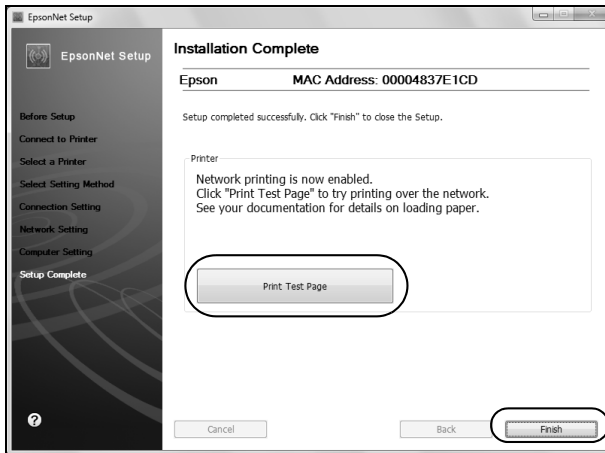 EpsonNet Setup
EpsonNet Setup
Before Setup
Connect to Printer
Select a Printer
Select Setting Method
Connection Setting
Network Setting
Computer Setting
Setup Complete
?
Installation Complete
Epson MAC Address: 00004837E1CD
Setup completed successfully. Click "Finish" to close the Setup.
Printer
Network printing is now enabled.
Click "Print Test Page" to try printing over the network.
See your documentation for details on loading paper.
Print Test Page
Cancel Back Finish